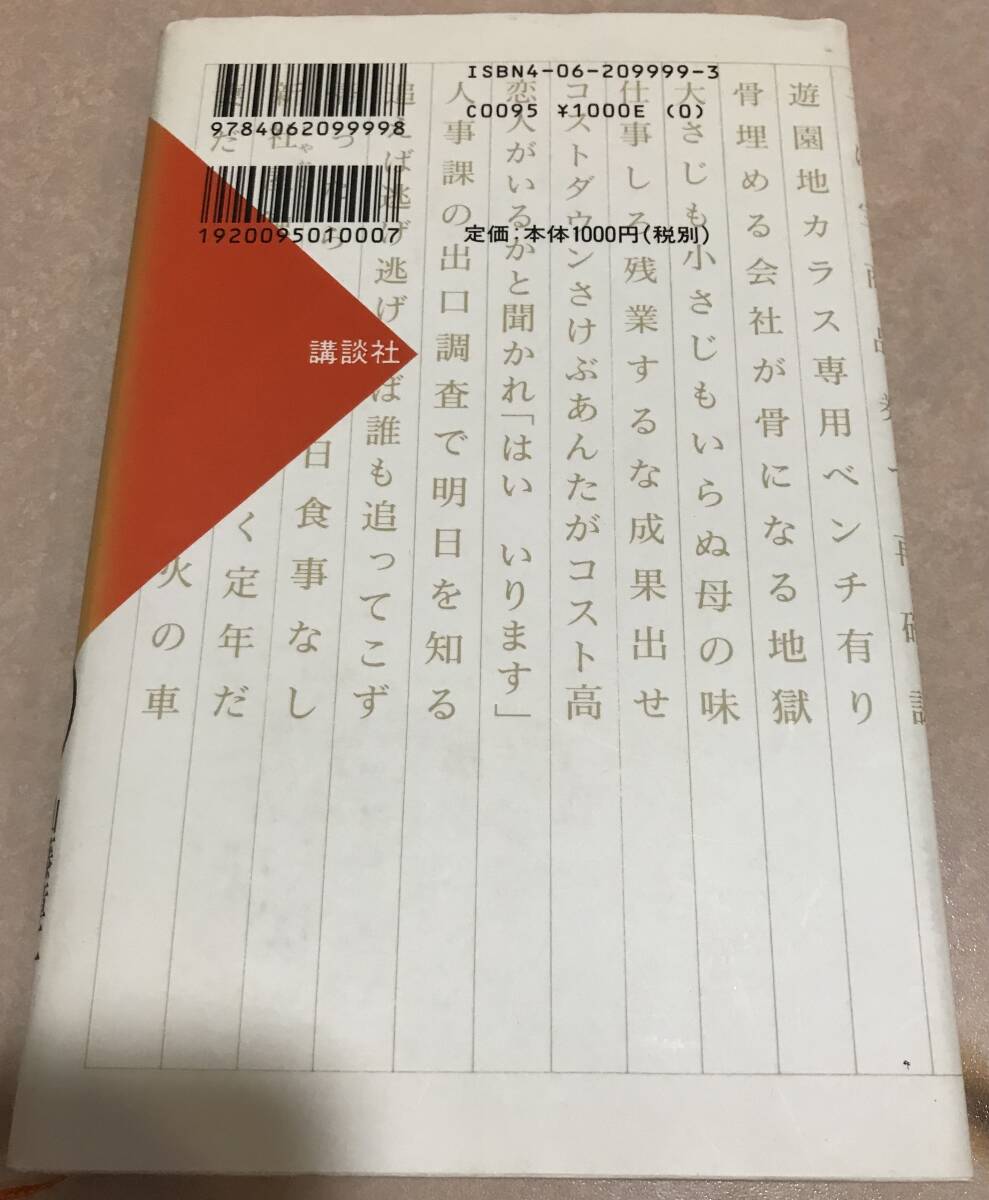 ISBN4-06-209999-3
C0095 ¥1000E (0)
9784062099998
1920095010007
定価:本体1000円(税別)
講談社
遊園地カラス専用ベンチ有り
骨埋める会社が骨になる地獄
大さじも小さじもいらぬ母の味
仕事しろ残業するな成果出せ
コストダウンさけぶあんたがコスト高
恋人がいるかと聞かれ「はい いります」
人事課の出口調査で明日を知る
追えば逃げ逃げれば誰も追ってこず
日食事なし
く定年だ
火の車